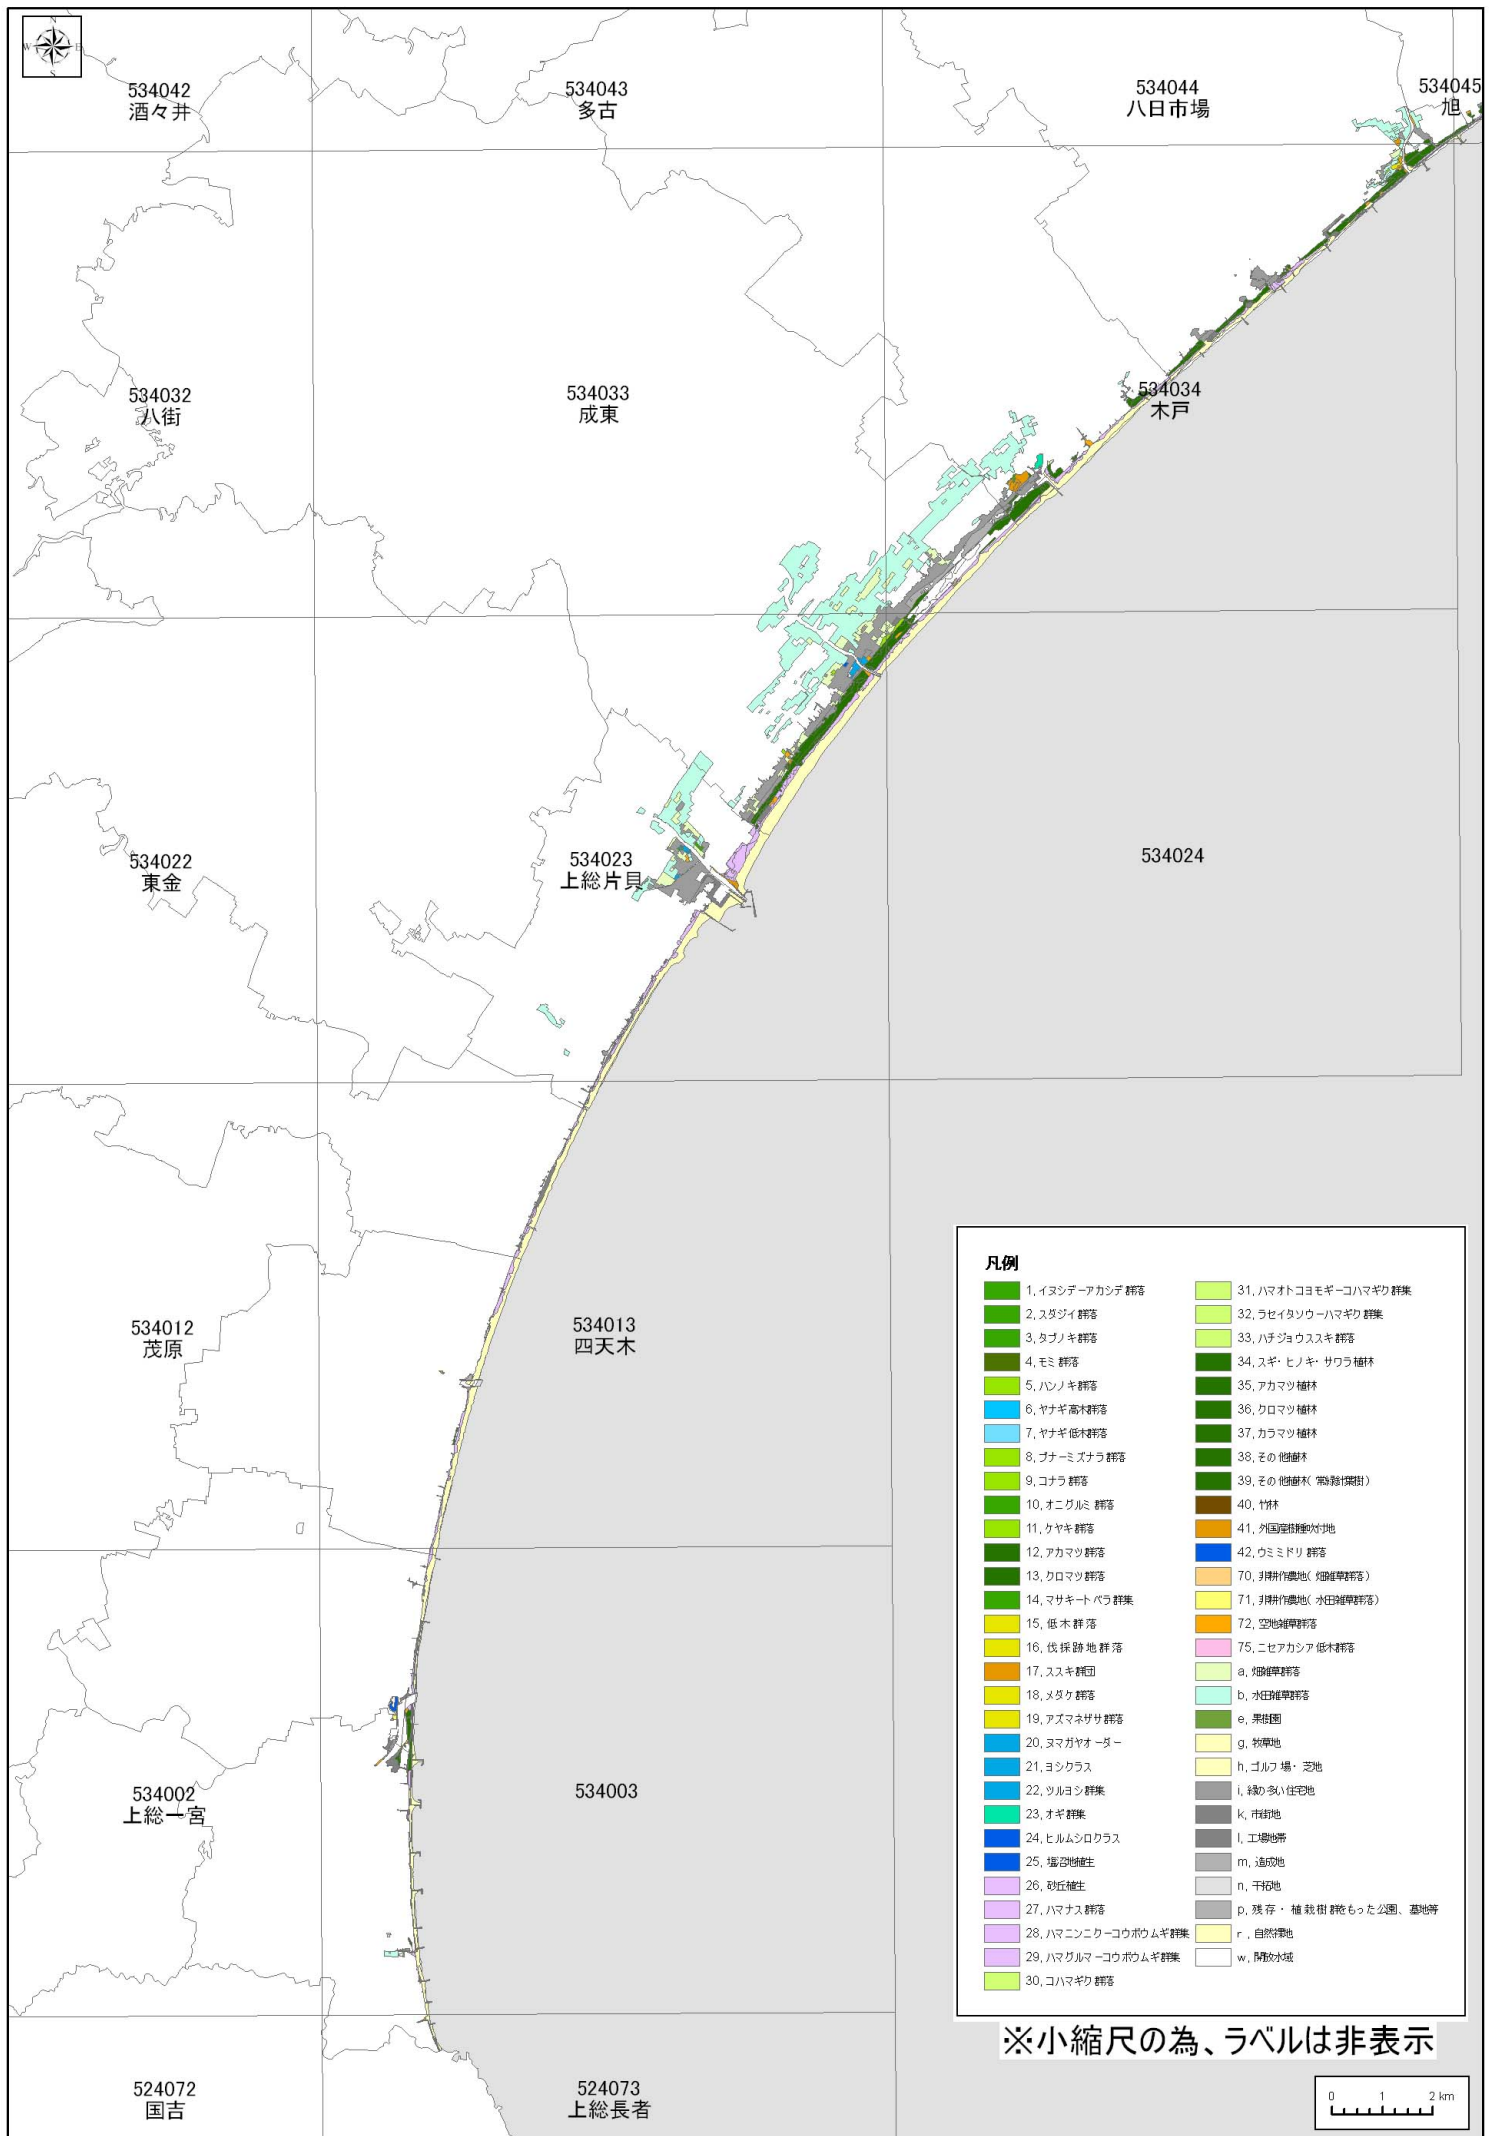 N
W
E
S
534042
酒々井
534043
多古
534044
八日市場
534045
旭
534032
八街
534033
成東
534034
木戸
534022
東金
534023
上総片貝
534024
534012
茂原
534013
四天木
534002
上総一宮
534003
524072
国吉
524073
上総長者
凡例
1, イヌシデーアカシデ群落
2, スダジイ群落
3, タブノキ群落
4, モミ群落
5, ハンノキ群落
6, ヤナギ高木群落
7, ヤナギ低木群落
8, ブナーミズナラ群落
9, コナラ群落
10, オニグルミ群落
11, ケヤキ群落
12, アカマツ群落
13, クロマツ群落
14, マサキートベラ群集
15, 低木群落
16, 伐採跡地群落
17, ススキ群団
18, メダケ群落
19, アズマネザサ群落
20, ヌマガヤオーダー
21, ヨシクラス
22, ツルヨシ群集
23, オギ群集
24, ヒルムシロクラス
25, 塩沼地植生
26, 砂丘植生
27, ハマナス群落
28, ハマニンニクーコウボウムギ群集
29, ハマグルマーコウボウムギ群集
30, コハマギク群落
31, ハマオトコヨモギーコハマギク群集
32, ラセイタソウーハマギク群集
33, ハチジョウススキ群落
34, スギ・ヒノキ・サワラ植林
35, アカマツ植林
36, クロマツ植林
37, カラマツ植林
38, その他植林
39, その他植林（常緑針葉樹）
40, 竹林
41, 外国産樹種吹付地
42, ウミミドリ群落
70, 非耕作農地（畑雑草群落）
71, 非耕作農地（水田雑草群落）
72, 空地雑草群落
75, ニセアカシア低木群落
a, 畑雑草群落
b, 水田雑草群落
e, 果樹園
g, 牧草地
h, ゴルフ場・芝地
i, 緑の多い住宅地
k, 市街地
l, 工場地帯
m, 造成地
n, 干拓地
p, 残存・植栽樹群をもった公園、墓地等
r, 自然裸地
w, 開放水域
※小縮尺の為、ラベルは非表示
0 1 2 km